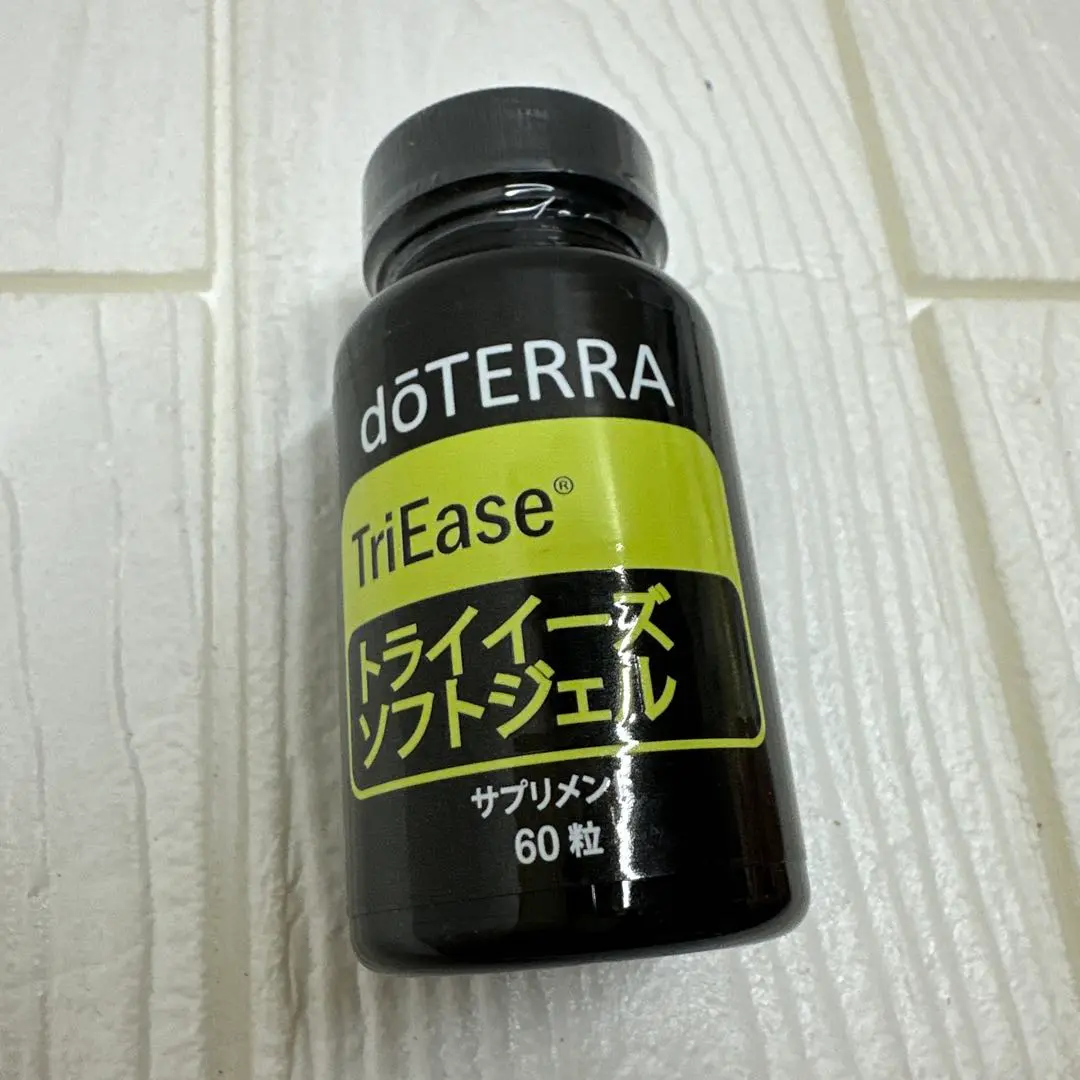 dōTERRA
TriEase®
トライイーズ
ソフトジェル
サプリメント
60 粒